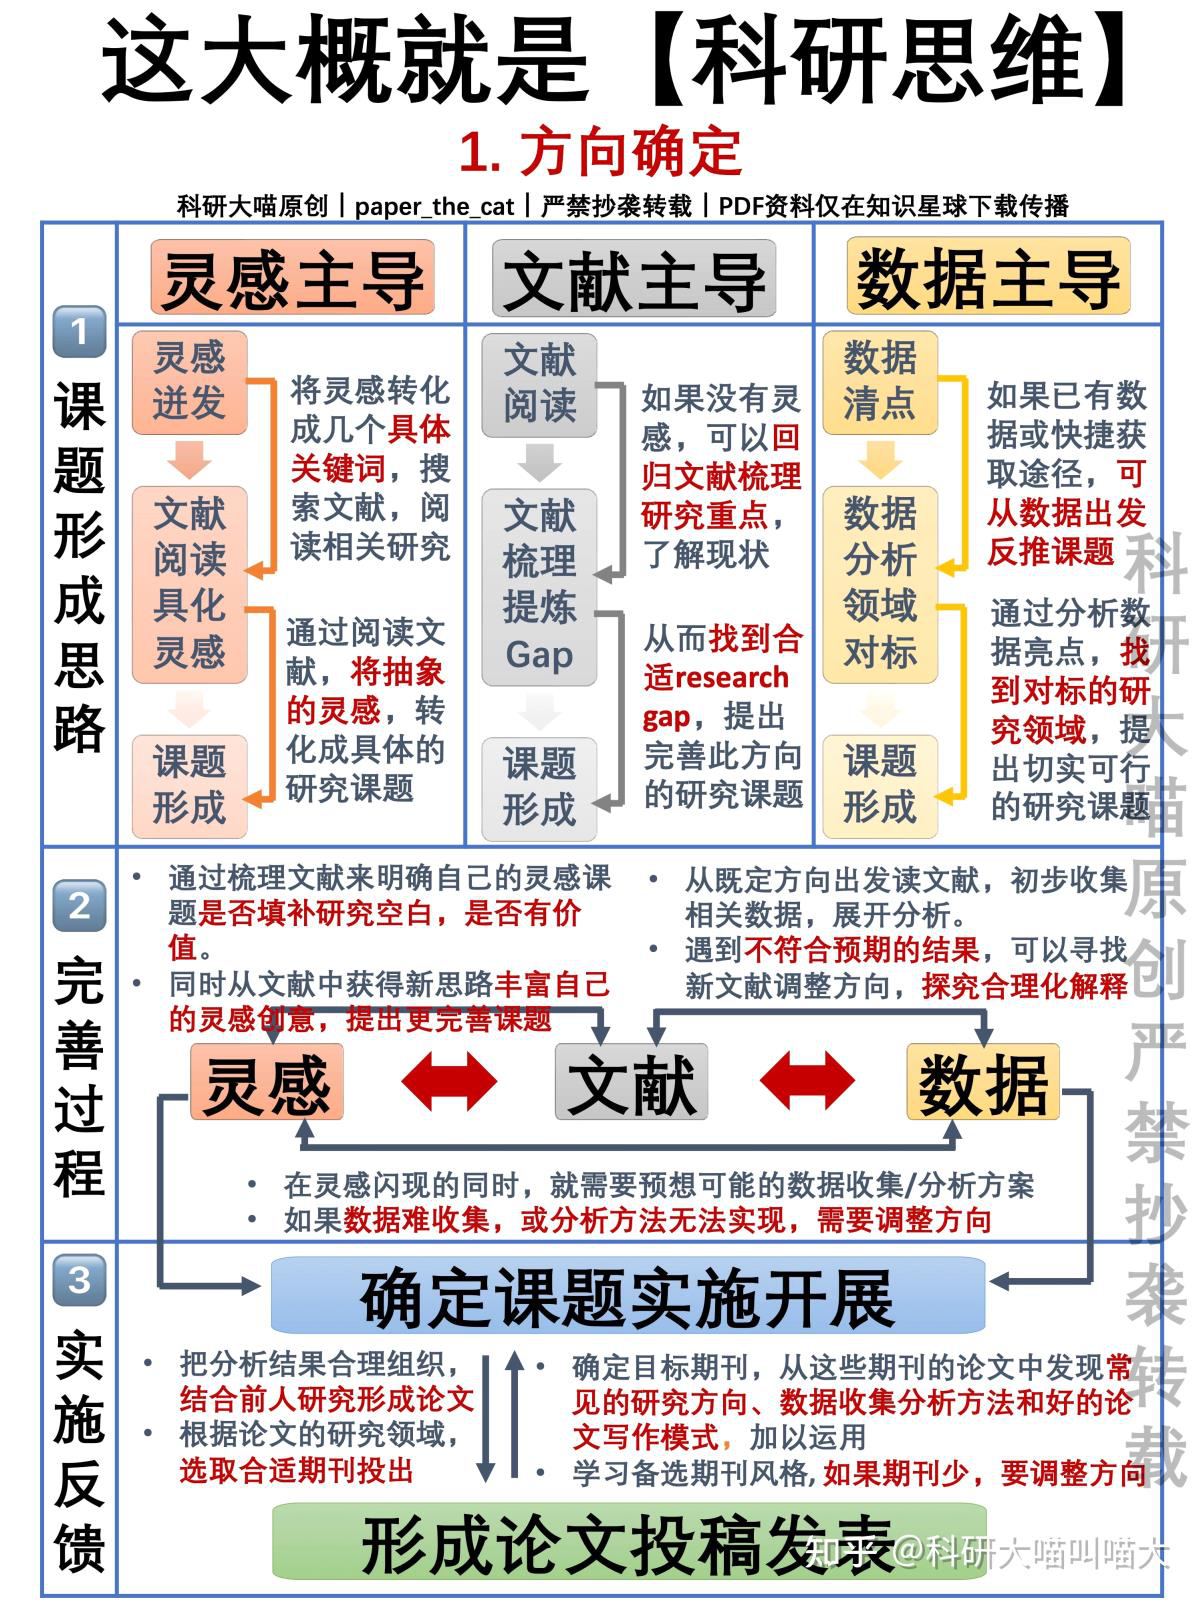 这大概就是【科研思维】
1. 方向确定
科研大喵原创｜paper_the_cat｜严禁抄袭转载｜PDF资料仅在知识星球下载传播
1
课
题
形
成
思
路
灵感主导
灵感
迸发
文献
阅读
具化
灵感
课题
形成
将灵感转化
成几个具体
关键词，搜
索文献，阅
读相关研究
通过阅读文
献，将抽象
的灵感，转
化成具体的
研究课题
文献主导
文献
阅读
文献
梳理
提炼
Gap
课题
形成
如果没有灵
感，可以回
归文献梳理
研究重点，
了解现状
从而找到合
适research
gap，提出
完善此方向
的研究课题
数据主导
数据
清点
数据
分析
领域
对标
课题
形成
如果已有数
据或快捷获
取途径，可
从数据出发
反推课题
通过分析数
据亮点，找
到对标的研
究领域，提
出切实可行
的研究课题
2
完
善
过
程
• 通过梳理文献来明确自己的灵感课
题是否填补研究空白，是否有价
值。
• 同时从文献中获得新思路丰富自己
的灵感创意，提出更完善课题
• 从既定方向出发读文献，初步收集
相关数据，展开分析。
• 遇到不符合预期的结果，可以寻找
新文献调整方向，探究合理化解释
灵感
文献
数据
• 在灵感闪现的同时，就需要预想可能的数据收集/分析方案
• 如果数据难收集，或分析方法无法实现，需要调整方向
3
实
施
反
馈
确定课题实施开展
• 把分析结果合理组织，
结合前人研究形成论文
• 根据论文的研究领域，
选取合适期刊投出
• 确定目标期刊，从这些期刊的论文中发现常
见的研究方向、数据收集分析方法和好的论
文写作模式，加以运用
• 学习备选期刊风格,如果期刊少，要调整方向
形成论文投稿发表
科
研
大
喵
原
创
严
禁
抄
袭
转
载
知乎 @科研大喵叫喵大